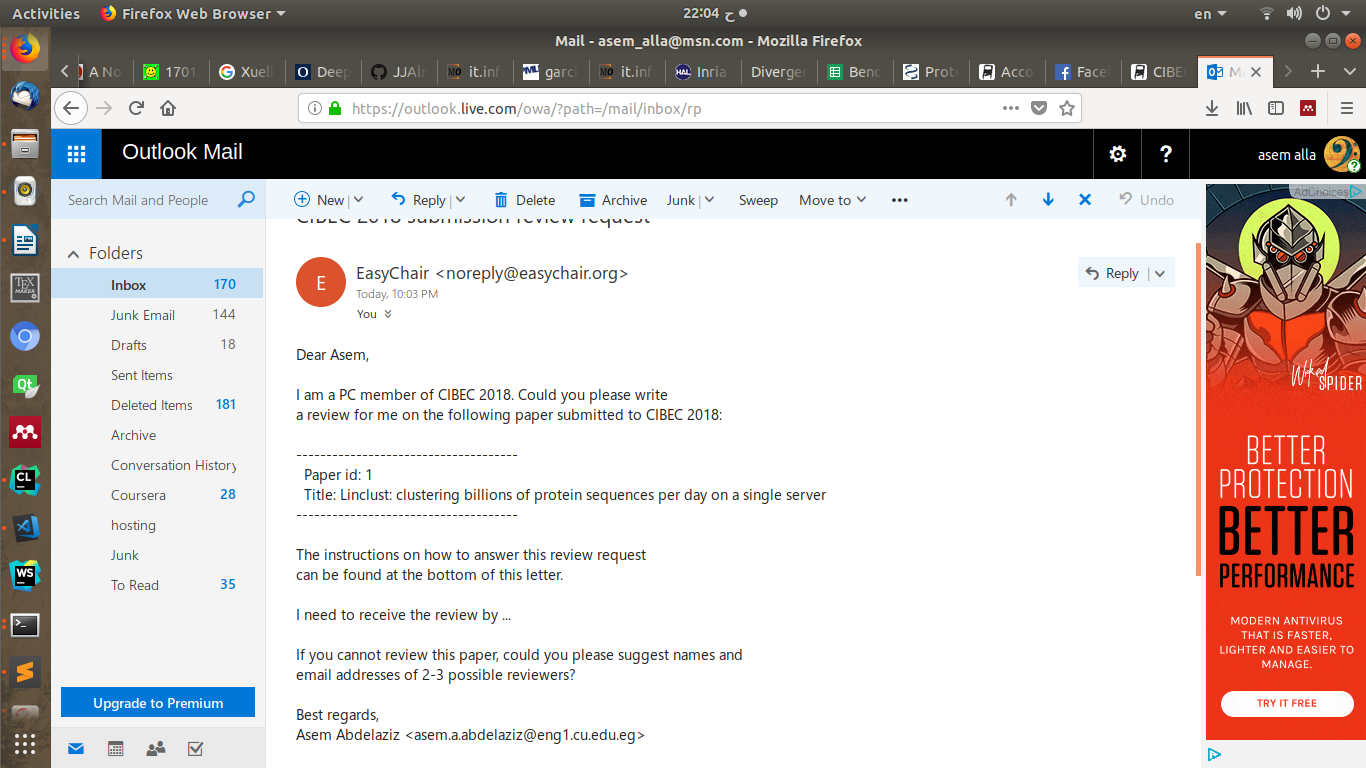 Activities
Firefox Web Browser
22:04 ح
en
Mail - asem_alla@msn.com - Mozilla Firefox
A No
1701
Xueli
Deep
JJAlr
it.inf
garci
it.inf
Inria
Diverger
Benc
Prote
Acco
Facel
CIBEC
M
https://outlook.live.com/owa/?path=/mail/inbox/rp
Outlook Mail
?
asem alla
Search Mail and People
New
Reply
Delete
Archive
Junk
Sweep
Move to
Undo
AdChoices
CIBEC 2018 submission review request
Folders
Inbox 170
Junk Email 144
Drafts 18
Sent Items
Deleted Items 181
Archive
Conversation History
Coursera 28
hosting
Junk
To Read 35
Upgrade to Premium
E
EasyChair <noreply@easychair.org>
Today, 10:03 PM
You
Reply
Dear Asem,
I am a PC member of CIBEC 2018. Could you please write
a review for me on the following paper submitted to CIBEC 2018:
-------------------------------------
Paper id: 1
Title: Linclust: clustering billions of protein sequences per day on a single server
-------------------------------------
The instructions on how to answer this review request
can be found at the bottom of this letter.
I need to receive the review by ...
If you cannot review this paper, could you please suggest names and
email addresses of 2-3 possible reviewers?
Best regards,
Asem Abdelaziz <asem.a.abdelaziz@eng1.cu.edu.eg>
Wicked
SPIDER
BETTER
PROTECTION
BETTER
PERFORMANCE
MODERN ANTIVIRUS
THAT IS FASTER,
LIGHTER AND EASIER TO
MANAGE.
TRY IT FREE